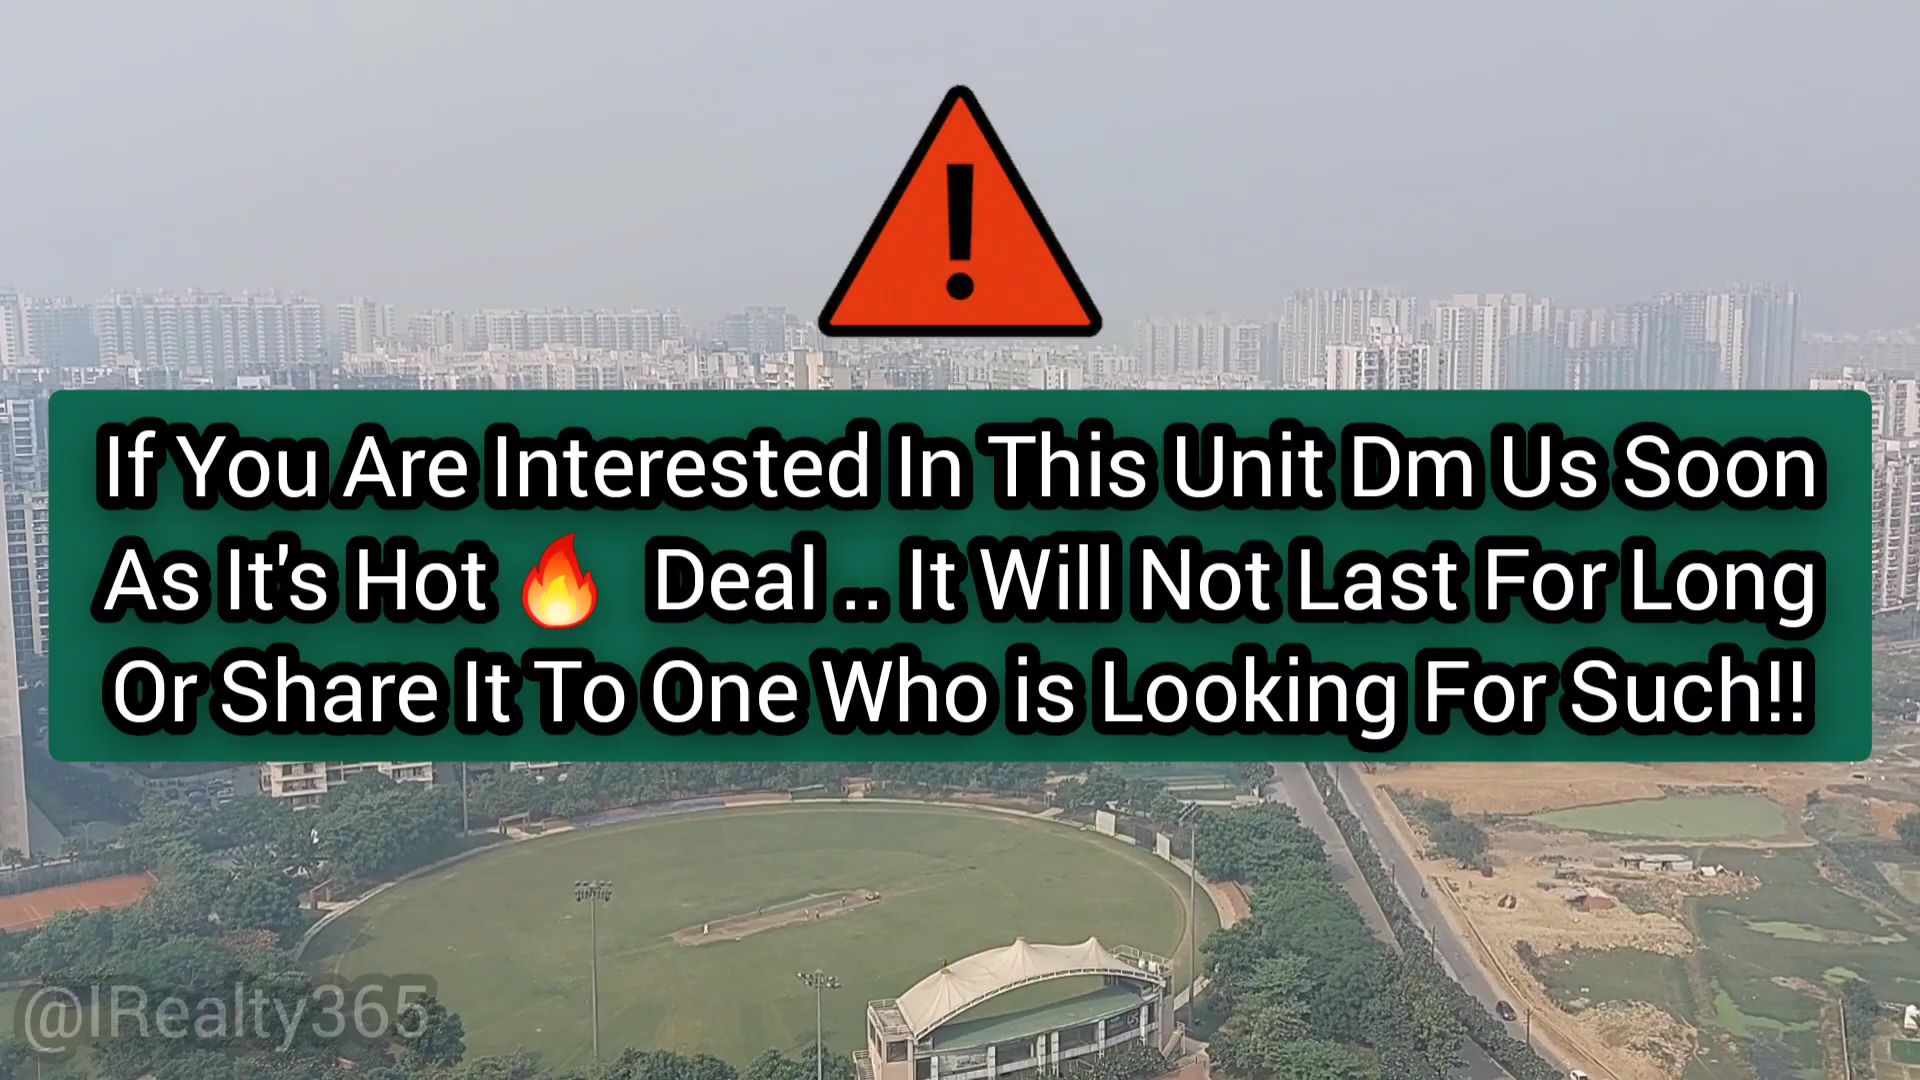 If You Are Interested In This Unit Dm Us Soon
As It's Hot 🔥 Deal .. It Will Not Last For Long
Or Share It To One Who is Looking For Such!!
@IRealty365